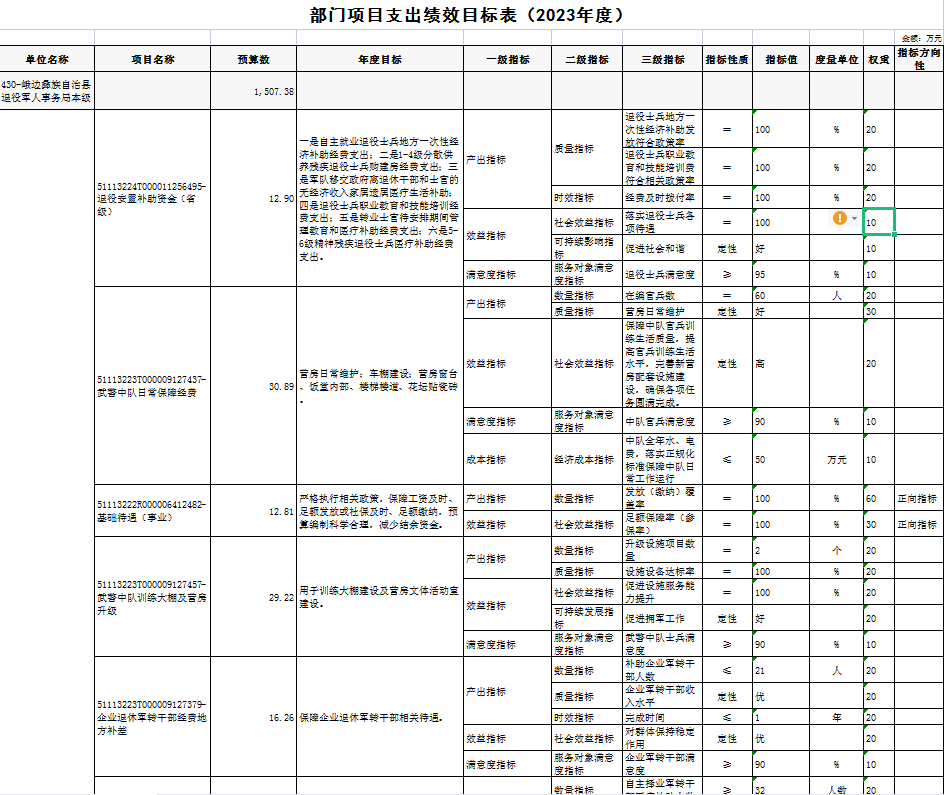 部门项目支出绩效目标表（2023年度）
金额：万元
单位名称 项目名称 预算数 年度目标 一级指标 二级指标 三级指标 指标性质 指标值 度量单位 权重 指标方向性
430-峨边彝族自治县
退役军人事务局本级
1,507.38
51113224T000011256495-
退役安置补助资金（省
级）
12.90
一是自主就业退役士兵地方一次性经
济补助经费支出；二是1-4级分散供
养残疾退役士兵购建房经费支出；三
是军队移交政府离退休干部和士官的
无经济收入家属遗属医疗生活补助；
四是退役士兵职业教育和技能培训经
费支出；五是转业士官待安排期间管
理教育和医疗补助经费支出；六是5-
6级精神残疾退役士兵医疗补助经费
支出。
产出指标
质量指标
退役士兵地方一
次性经济补助发
放符合政策率
＝ 100 % 20
退役士兵职业教
育和技能培训费
符合相关政策率
＝ 100 % 20
时效指标 经费及时拨付率 ＝ 100 % 20
效益指标
社会效益指标
落实退役士兵各
项待遇
＝ 100 10
可持续影响指
标
促进社会和谐 定性 好 10
满意度指标
服务对象满意
度指标
退役士兵满意度 ≥ 95 % 10
51113223T000009127437-
武警中队日常保障经费
30.89
营房日常维护；车棚建设；营房窗台
、饭堂内部、楼梯楼道、花坛贴瓷砖
。
产出指标
数量指标 在编官兵数 ＝ 60 人 20
质量指标 营房日常维护 定性 好 30
效益指标
社会效益指标
保障中队官兵训
练生活质量，提
高官兵训练生活
水平，完善新营
房配套设施建
设，确保各项任
务圆满完成。
定性 高 20
满意度指标
服务对象满意
度指标
中队官兵满意度 ≥ 90 % 10
成本指标
经济成本指标
中队全年水、电
费，落实正规化
标准保障中队日
常工作运行
≤ 50 万元 10
51113222R000006412482-
基础待遇（事业）
12.81
严格执行相关政策，保障工资及时、
足额发放或社保及时、足额缴纳，预
算编制科学合理，减少结余资金。
产出指标
数量指标
发放（缴纳）覆
盖率
＝ 100 % 60 正向指标
效益指标
社会效益指标
足额保障率（参
保率）
＝ 100 % 30 正向指标
51113223T000009127457-
武警中队训练大棚及营房
升级
29.22
用于训练大棚建设及营房文体活动室
建设。
产出指标
数量指标
升级设施项目数
量
＝ 2 个 20
质量指标 设施设备达标率 ＝ 100 % 20
效益指标
社会效益指标
促进设施服务能
力提升
＝ 100 % 20
可持续发展指
标
促进拥军工作 定性 好 20
满意度指标
服务对象满意
度指标
武警中队士兵满
意度
≥ 90 % 10
51113223T000009127379-
企业退休军转干部经费地
方补差
16.26
保障企业退休军转干部相关待遇。
产出指标
数量指标
补助企业军转干
部人数
≤ 21 人 20
质量指标
企业军转干部收
入水平
定性 优 20
时效指标 完成时间 ≤ 1 年 20
效益指标
社会效益指标
对群体保持稳定
作用
定性 优 20
满意度指标
服务对象满意
度指标
企业军转干部满
意度
≥ 90 % 10
数量指标
自主择业军转干
≥ 32 人数 20